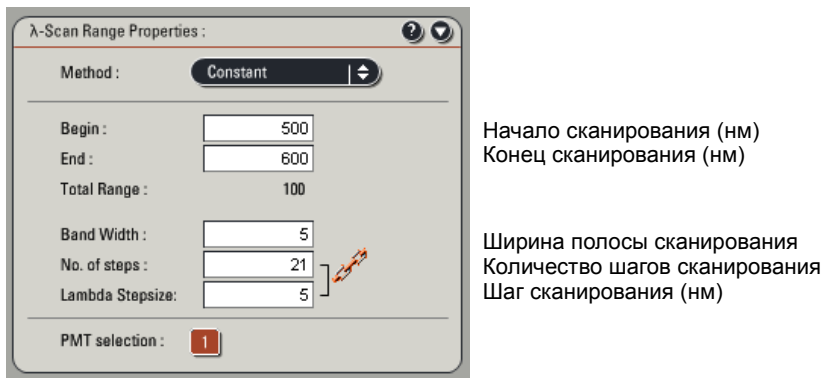 λ-Scan Range Properties :
Method : Constant
Begin : 500 Начало сканирования (нм)
End : 600 Конец сканирования (нм)
Total Range : 100
Band Width : 5 Ширина полосы сканирования
No. of steps : 21 Количество шагов сканирования
Lambda Stepsize: 5 Шаг сканирования (нм)
PMT selection : 1